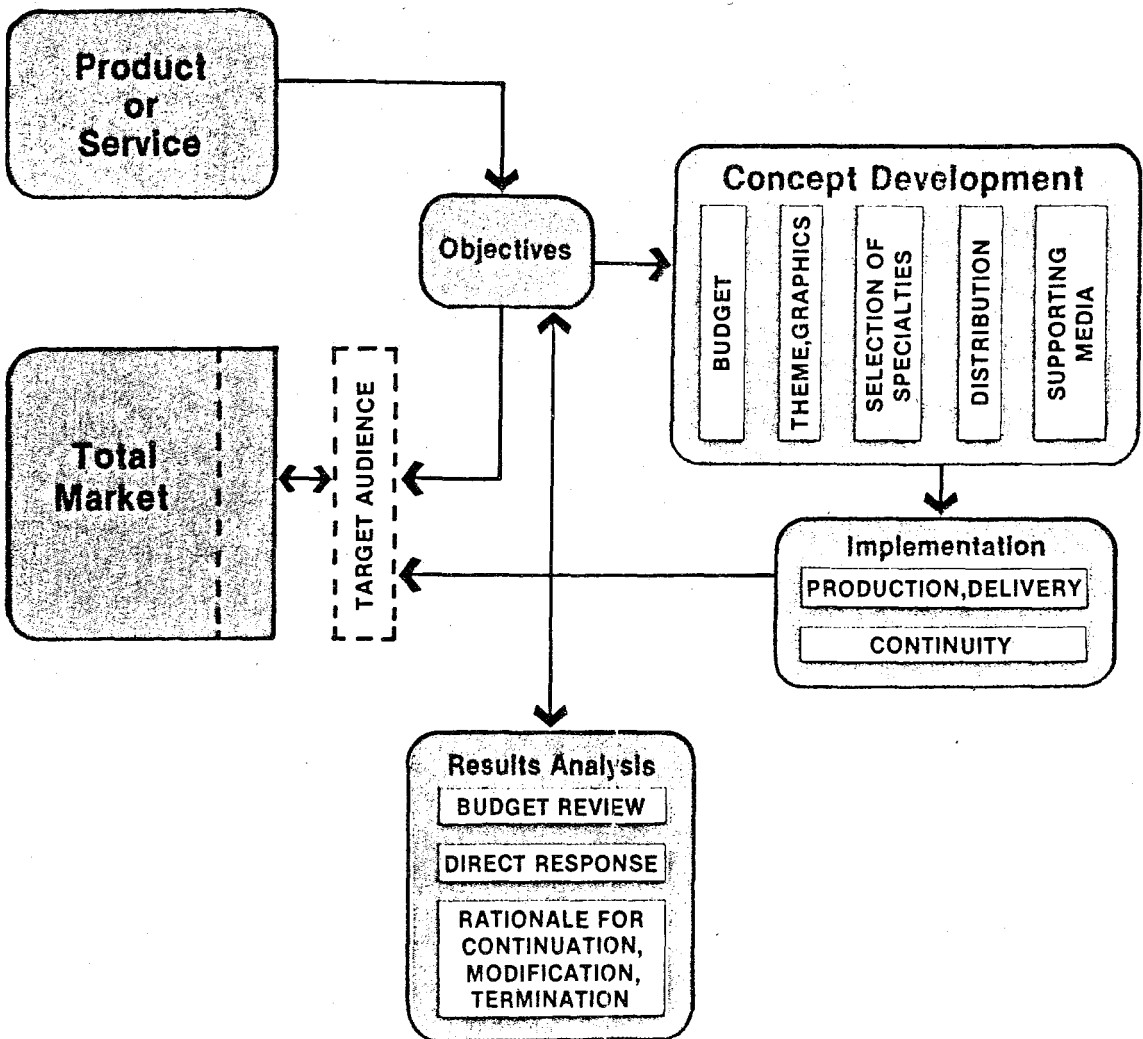 Product
or
Service
Objectives
Concept Development
BUDGET
THEME,GRAPHICS
SELECTION OF
SPECIALTIES
DISTRIBUTION
SUPPORTING
MEDIA
Total
Market
TARGET AUDIENCE
Implementation
PRODUCTION,DELIVERY
CONTINUITY
Results Analysis
BUDGET REVIEW
DIRECT RESPONSE
RATIONALE FOR
CONTINUATION,
MODIFICATION,
TERMINATION